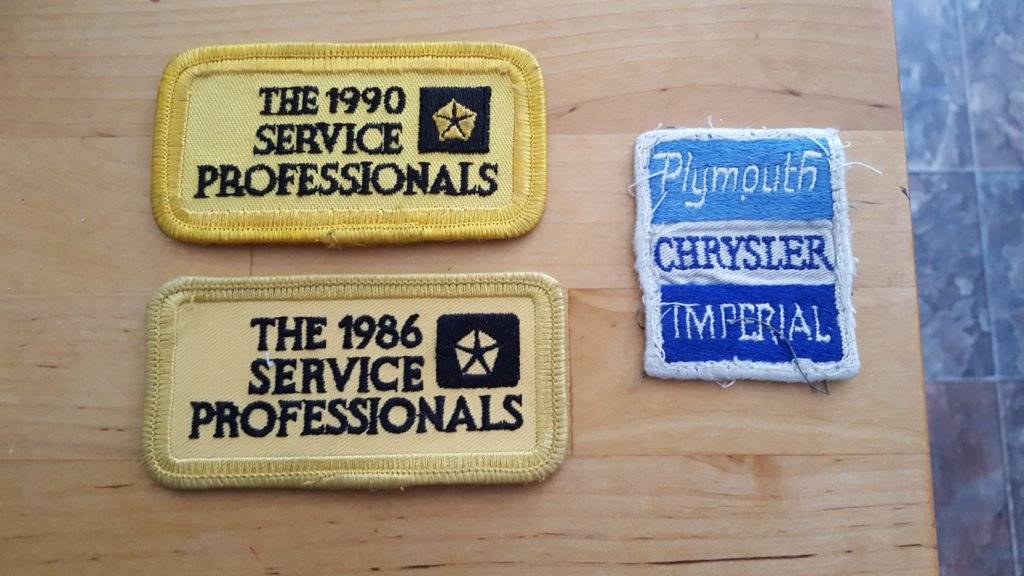 THE 1990
SERVICE
PROFESSIONALS
THE 1986
SERVICE
PROFESSIONALS
Plymouth
CHRYSLER
IMPERIAL